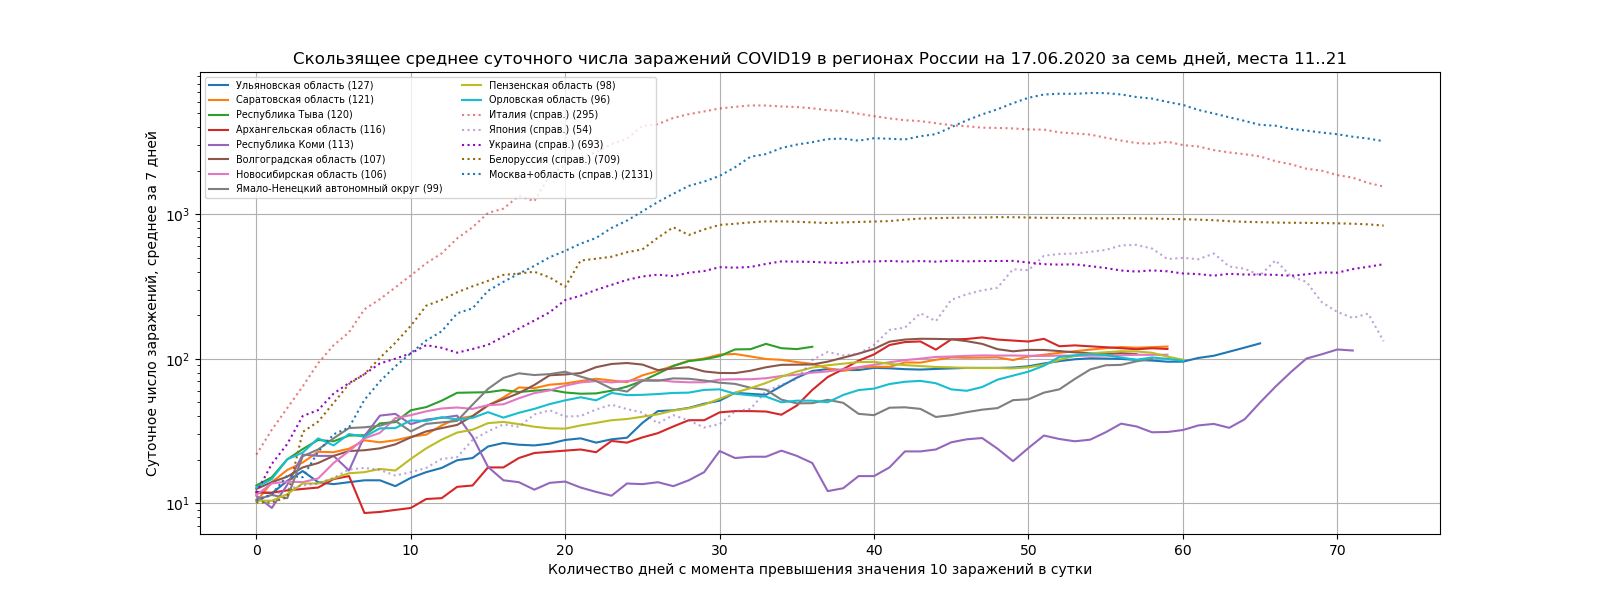 Скользящее среднее суточного числа заражений COVID19 в регионах России на 17.06.2020 за семь дней, места 11..21
Суточное число заражений, среднее за 7 дней
Ульяновская область (127)
Саратовская область (121)
Республика Тыва (120)
Архангельская область (116)
Республика Коми (113)
Волгоградская область (107)
Новосибирская область (106)
Ямало-Ненецкий автономный округ (99)
Пензенская область (98)
Орловская область (96)
Италия (справ.) (295)
Япония (справ.) (54)
Украина (справ.) (693)
Белоруссия (справ.) (709)
Москва+область (справ.) (2131)
10³
10²
10¹
0 10 20 30 40 50 60 70
Количество дней с момента превышения значения 10 заражений в сутки